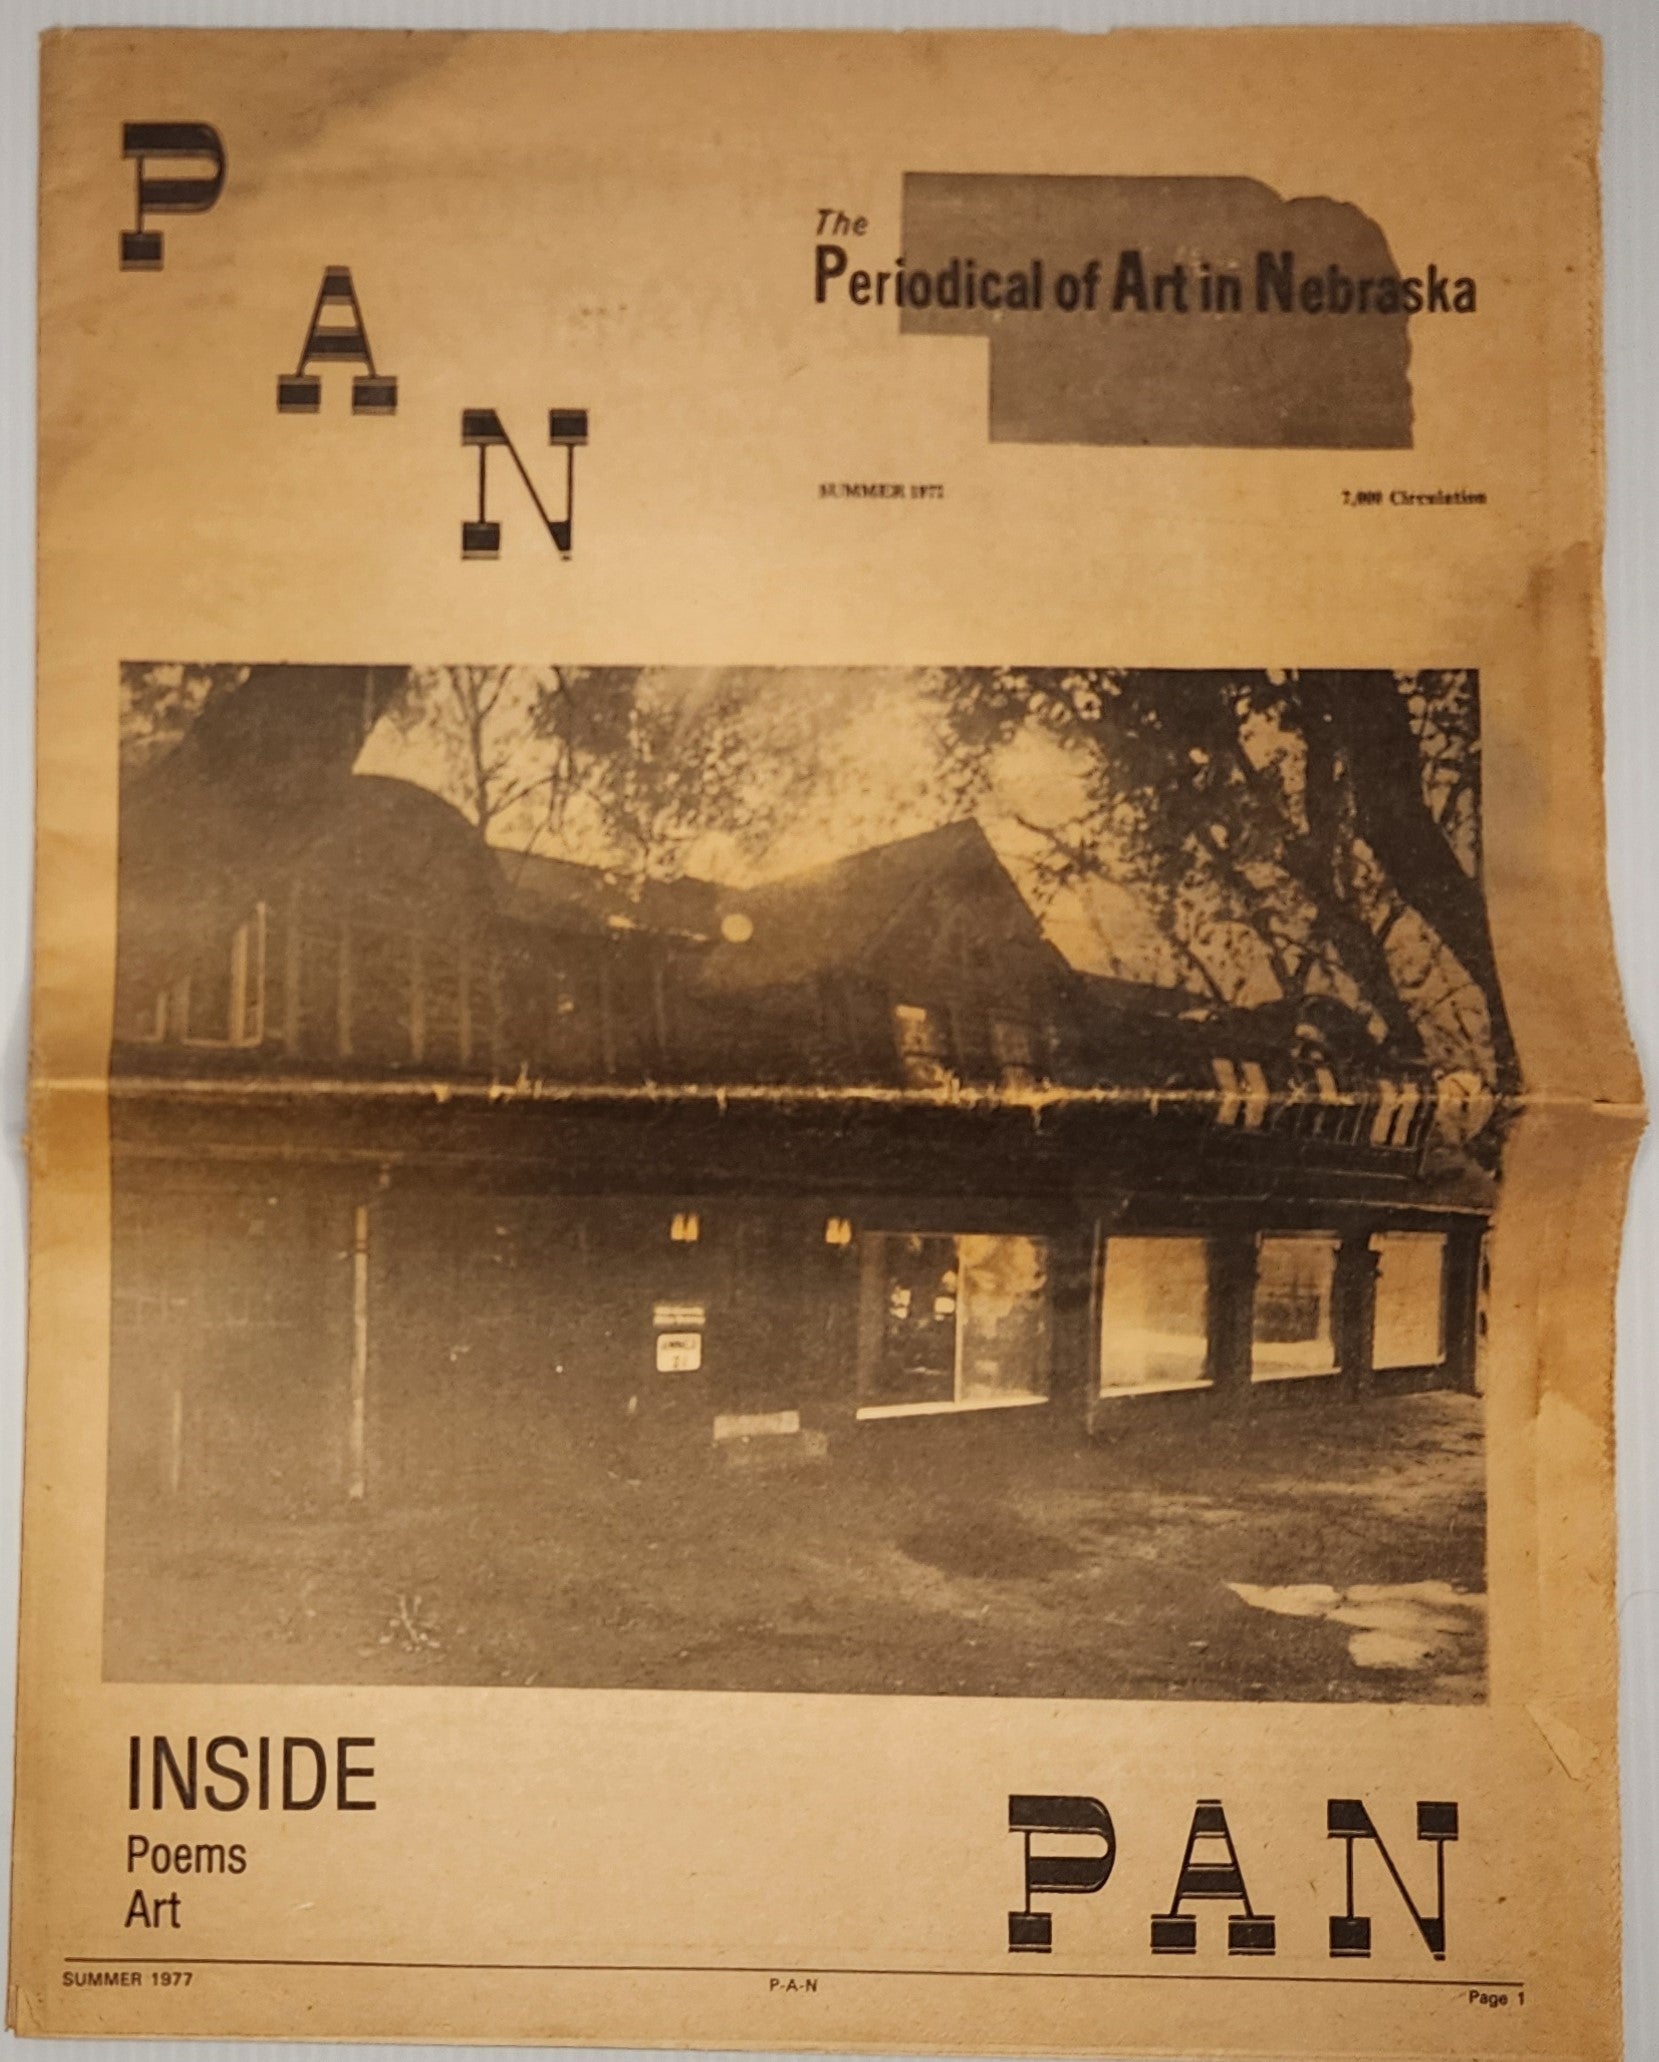 PAN
The
Periodical of Art in Nebraska
SUMMER 1977
7,000 Circulation
INSIDE
Poems
Art
PAN
SUMMER 1977
P-A-N
Page 1